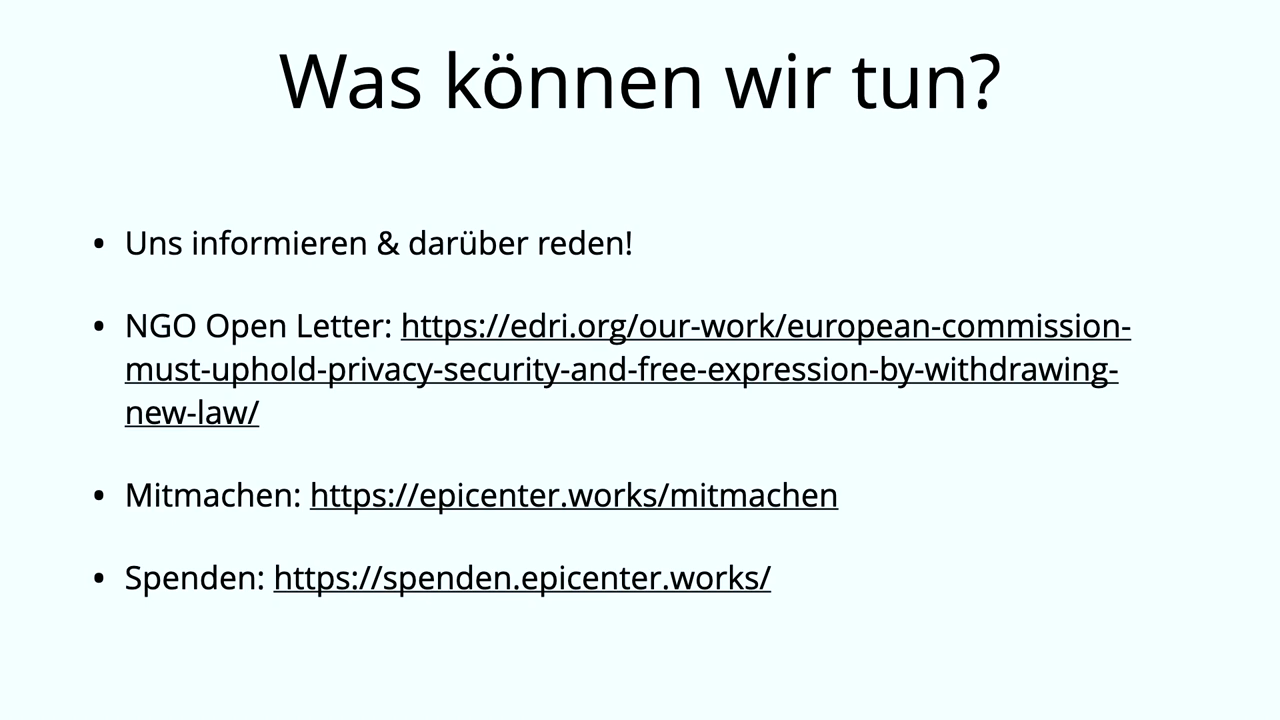 Was können wir tun?
• Uns informieren & darüber reden!
• NGO Open Letter: https://edri.org/our-work/european-commission-
must-uphold-privacy-security-and-free-expression-by-withdrawing-
new-law/
• Mitmachen: https://epicenter.works/mitmachen
• Spenden: https://spenden.epicenter.works/